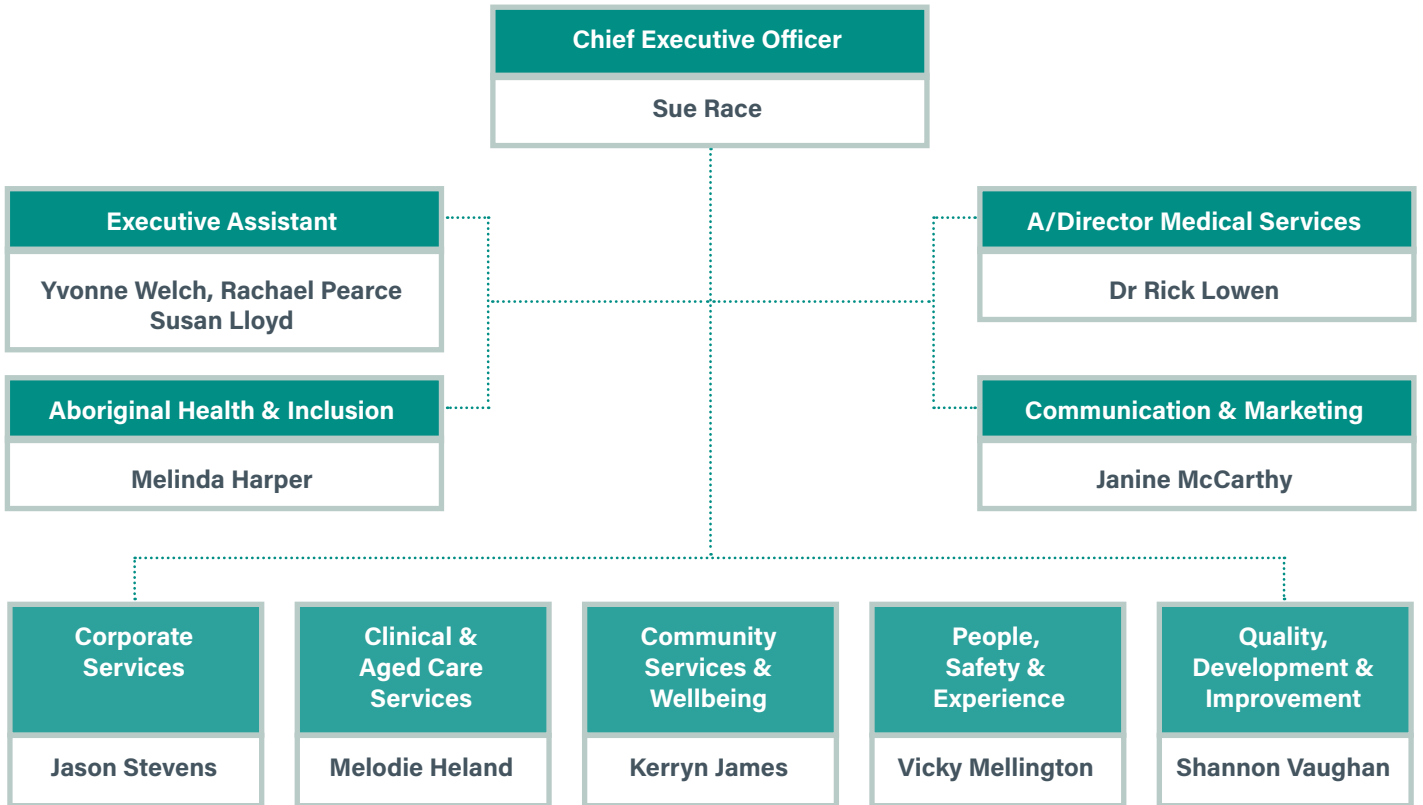 Chief Executive Officer
Sue Race
Executive Assistant
Yvonne Welch, Rachael Pearce
Susan Lloyd
A/Director Medical Services
Dr Rick Lowen
Aboriginal Health & Inclusion
Melinda Harper
Communication & Marketing
Janine McCarthy
Corporate
Services
Jason Stevens
Clinical &
Aged Care
Services
Melodie Heland
Community
Services &
Wellbeing
Kerryn James
People,
Safety &
Experience
Vicky Mellington
Quality,
Development &
Improvement
Shannon Vaughan